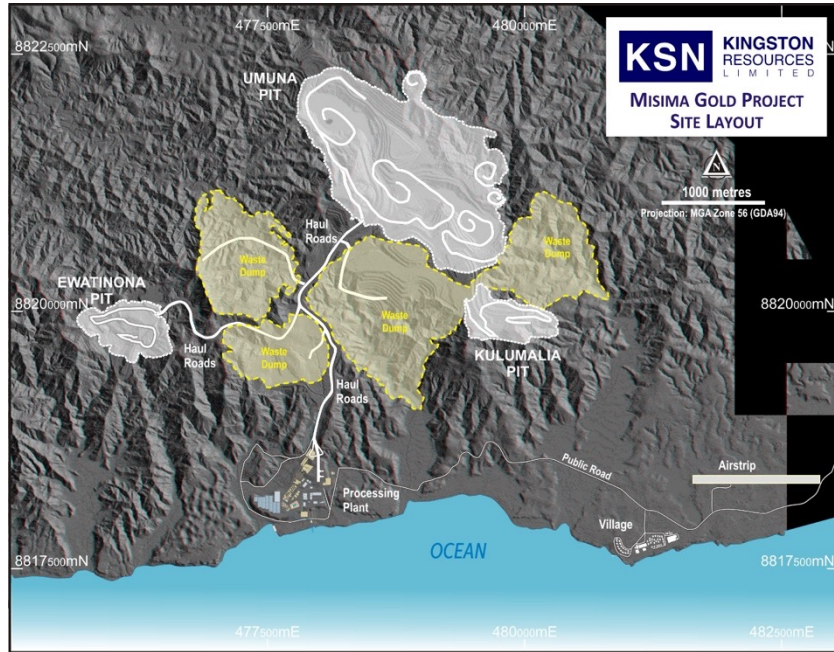 477500mE
480000mE
8822500mN
KSN
KINGSTON
RESOURCES
LIMITED
MISIMA GOLD PROJECT
SITE LAYOUT
UMUNA
PIT
N
1000 metres
Projection: MGA Zone 56 (GDA94)
Haul
Roads
Waste
Dump
Waste
Dump
EWATINONA
PIT
8820000mN
8820000mN
Waste
Dump
Haul
Roads
Waste
Dump
KULUMALIA
PIT
Haul
Roads
Public Road
Airstrip
Processing
Plant
Village
OCEAN
8817500mN
8817500mN
477500mE
480000mE
482500mE